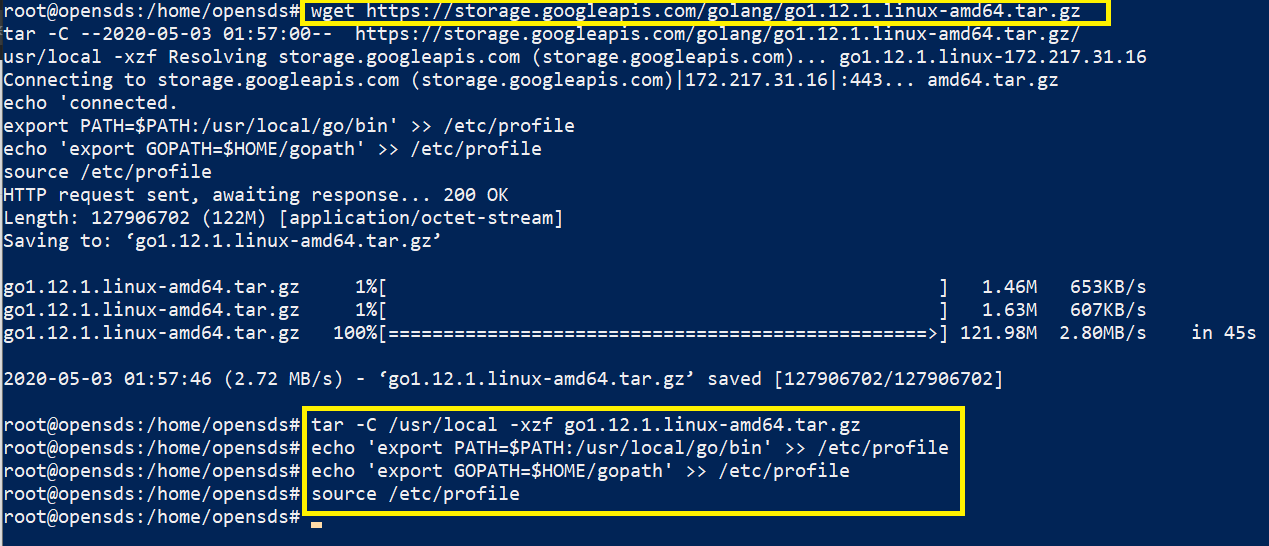 root@opensds:/home/opensds# wget https://storage.googleapis.com/golang/go1.12.1.linux-amd64.tar.gz
tar -C --2020-05-03 01:57:00--  https://storage.googleapis.com/golang/go1.12.1.linux-amd64.tar.gz/
usr/local -xzf Resolving storage.googleapis.com (storage.googleapis.com)... go1.12.1.linux-172.217.31.16
Connecting to storage.googleapis.com (storage.googleapis.com)|172.217.31.16|:443... amd64.tar.gz
echo 'connected.
export PATH=$PATH:/usr/local/go/bin' >> /etc/profile
echo 'export GOPATH=$HOME/gopath' >> /etc/profile
source /etc/profile
HTTP request sent, awaiting response... 200 OK
Length: 127906702 (122M) [application/octet-stream]
Saving to: ‘go1.12.1.linux-amd64.tar.gz’
go1.12.1.linux-amd64.tar.gz     1%[                                                  ]   1.46M   653KB/s
go1.12.1.linux-amd64.tar.gz     1%[                                                  ]   1.63M   607KB/s
go1.12.1.linux-amd64.tar.gz   100%[=================================================>] 121.98M  2.80MB/s    in 45s
2020-05-03 01:57:46 (2.72 MB/s) - ‘go1.12.1.linux-amd64.tar.gz’ saved [127906702/127906702]
root@opensds:/home/opensds# tar -C /usr/local -xzf go1.12.1.linux-amd64.tar.gz
root@opensds:/home/opensds# echo 'export PATH=$PATH:/usr/local/go/bin' >> /etc/profile
root@opensds:/home/opensds# echo 'export GOPATH=$HOME/gopath' >> /etc/profile
root@opensds:/home/opensds# source /etc/profile
root@opensds:/home/opensds#